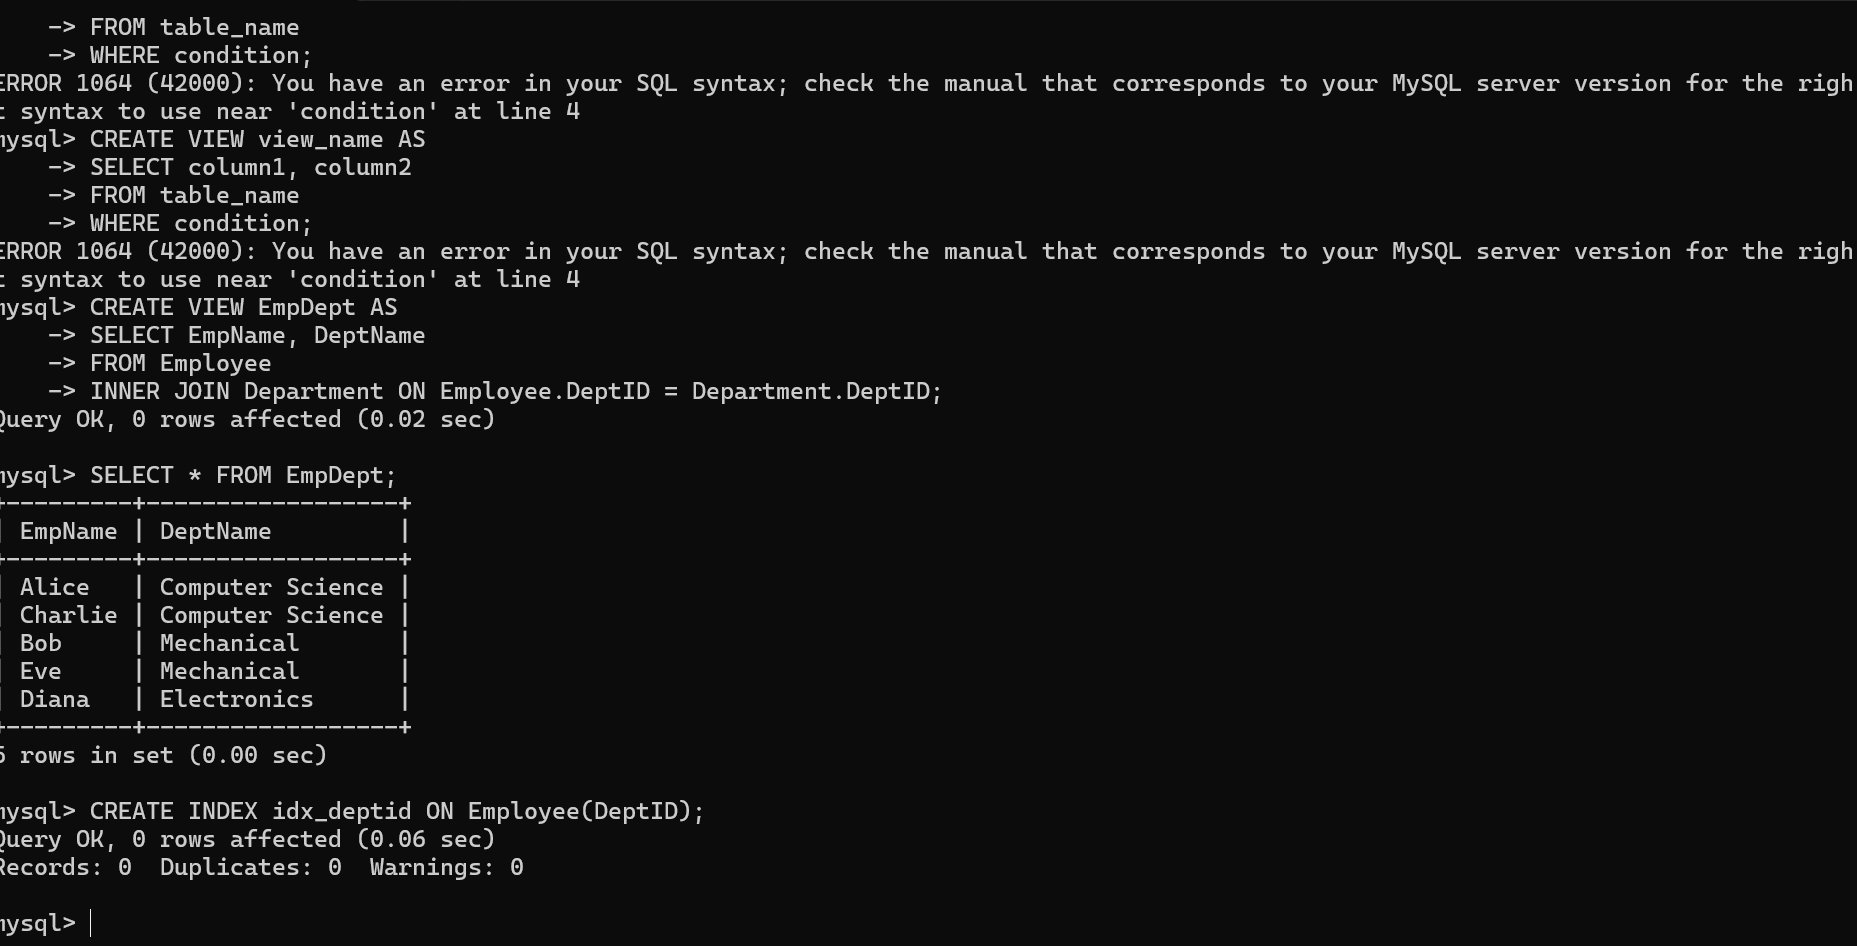 -> FROM table_name
-> WHERE condition;
ERROR 1064 (42000): You have an error in your SQL syntax; check the manual that corresponds to your MySQL server version for the righ
t syntax to use near 'condition' at line 4
mysql> CREATE VIEW view_name AS
-> SELECT column1, column2
-> FROM table_name
-> WHERE condition;
ERROR 1064 (42000): You have an error in your SQL syntax; check the manual that corresponds to your MySQL server version for the righ
t syntax to use near 'condition' at line 4
mysql> CREATE VIEW EmpDept AS
-> SELECT EmpName, DeptName
-> FROM Employee
-> INNER JOIN Department ON Employee.DeptID = Department.DeptID;
Query OK, 0 rows affected (0.02 sec)
mysql> SELECT * FROM EmpDept;
+---------+-----------------+
| EmpName | DeptName        |
+---------+-----------------+
| Alice   | Computer Science |
| Charlie | Computer Science |
| Bob     | Mechanical       |
| Eve     | Mechanical       |
| Diana   | Electronics      |
+---------+------------------+
5 rows in set (0.00 sec)
mysql> CREATE INDEX idx_deptid ON Employee(DeptID);
Query OK, 0 rows affected (0.06 sec)
Records: 0  Duplicates: 0  Warnings: 0
mysql>